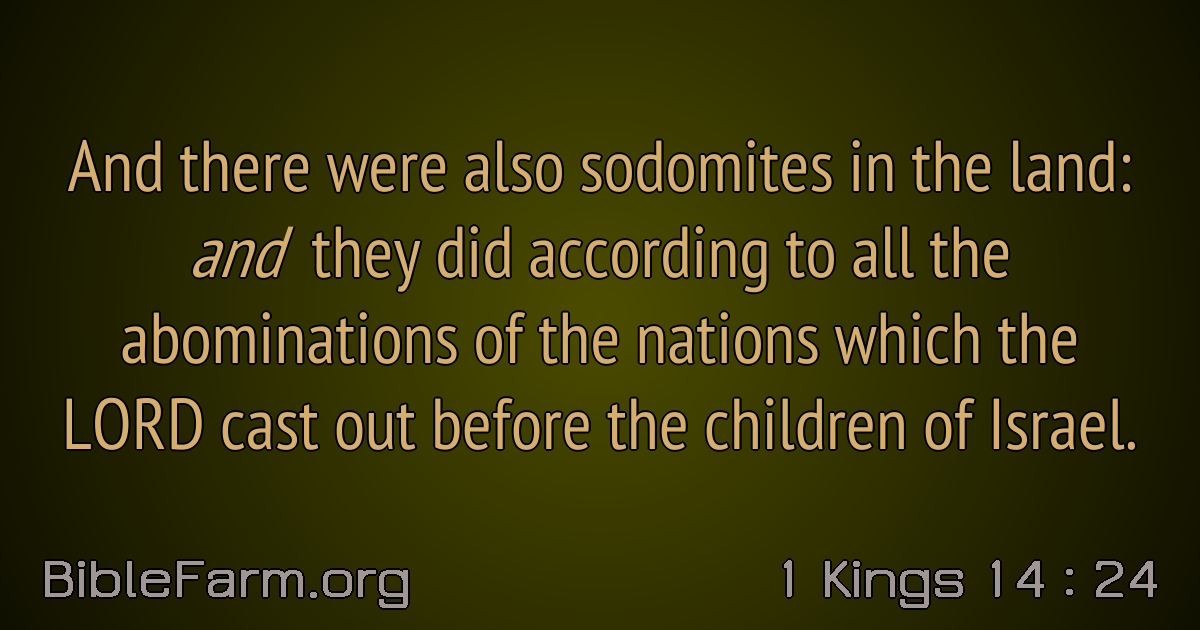 And there were also sodomites in the land:
and they did according to all the
abominations of the nations which the
LORD cast out before the children of Israel.
BibleFarm.org
1 Kings 14 : 24